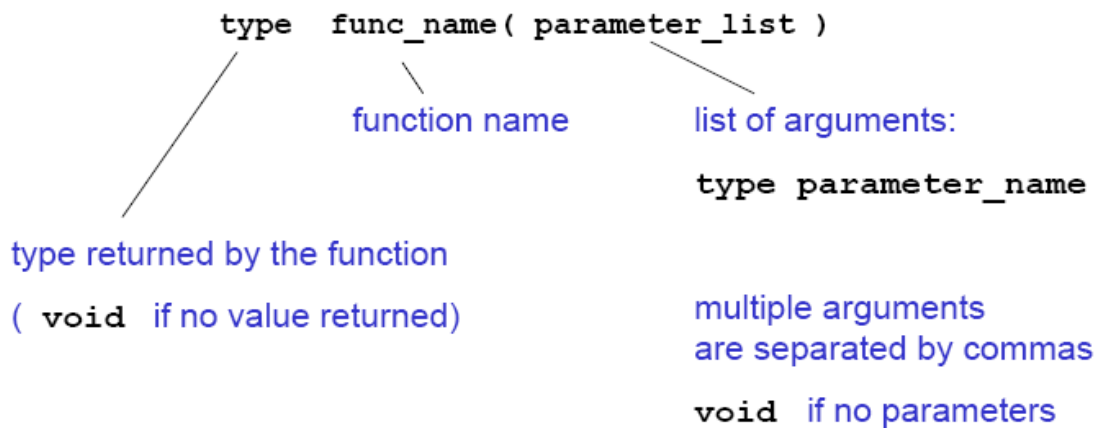 type func_name( parameter_list )
function name
list of arguments:
type parameter_name
type returned by the function
( void if no value returned)
multiple arguments
are separated by commas
void if no parameters